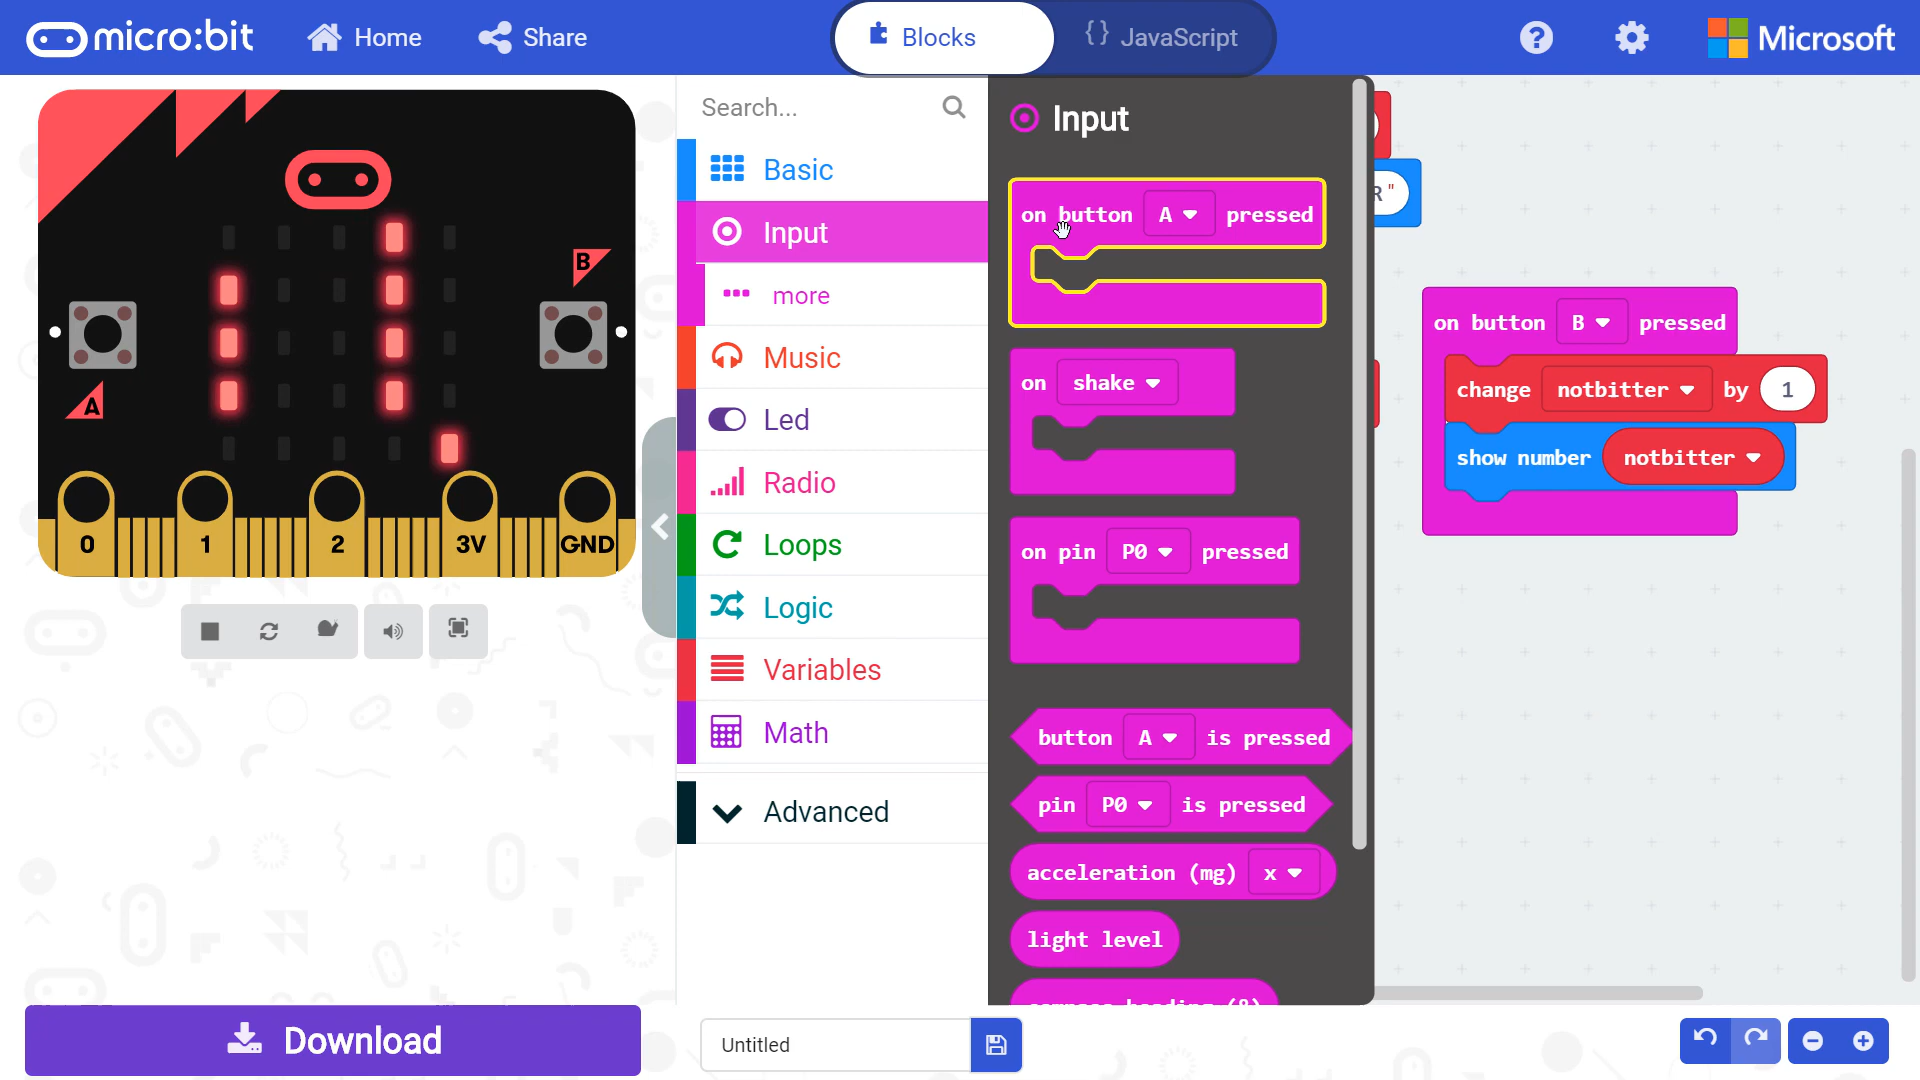 micro:bit
Home
Share
Blocks
{} JavaScript
?
Microsoft
B
A
0
1
2
3V
GND
Download
Search...
Basic
Input
more
Music
Led
Radio
Loops
Logic
Variables
Math
Advanced
Input
on button A pressed
on shake
on pin P0 pressed
button A is pressed
pin P0 is pressed
acceleration (mg) x
light level
R "
on button B pressed
change notbitter by 1
show number notbitter
Untitled